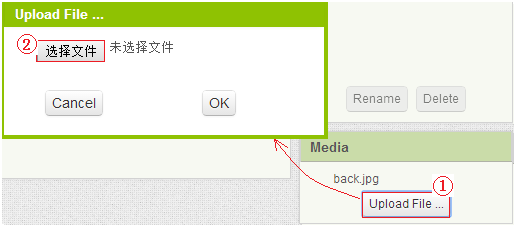 Upload File ...
② 选择文件 未选择文件
Cancel OK
Rename Delete
Media
back.jpg
①
Upload File ...